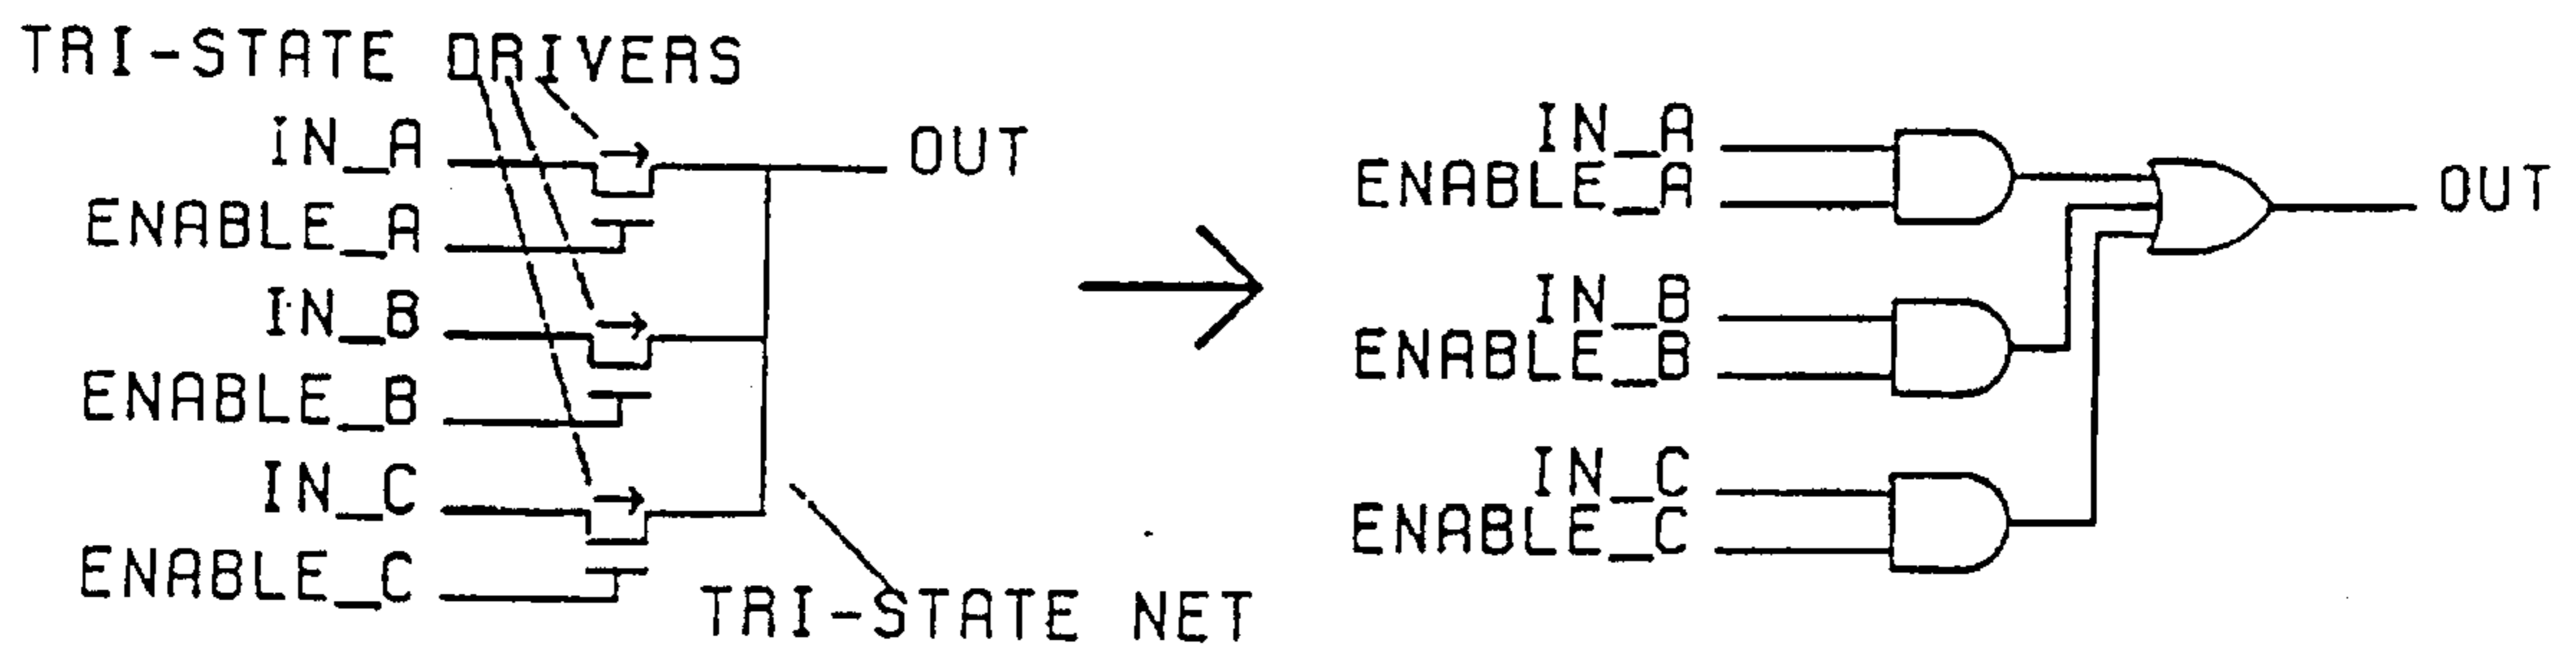 TRI-STATE DRIVERS
IN_A
ENABLE_A
IN_B
ENABLE_B
IN_C
ENABLE_C
OUT
TRI-STATE NET
IN_A
ENABLE_A
IN_B
ENABLE_B
IN_C
ENABLE_C
OUT